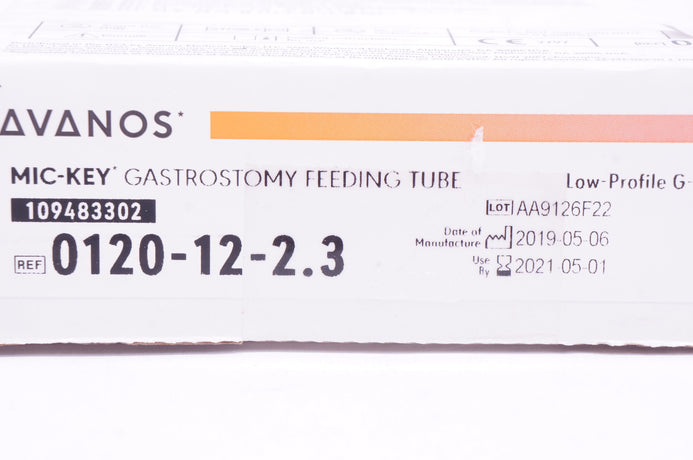 AVANOS*
MIC-KEY* GASTROSTOMY FEEDING TUBE
Low-Profile G-
109483302
LOT AA9126F22
REF 0120-12-2.3
Date of Manufacture 2019-05-06
Use By 2021-05-01